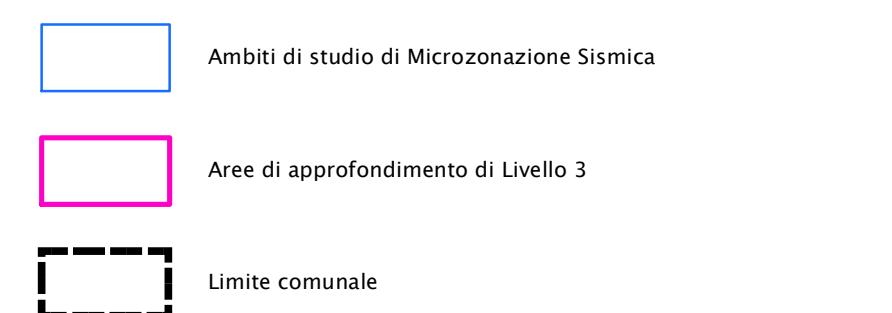 Ambiti di studio di Microzonazione Sismica
Aree di approfondimento di Livello 3
Limite comunale